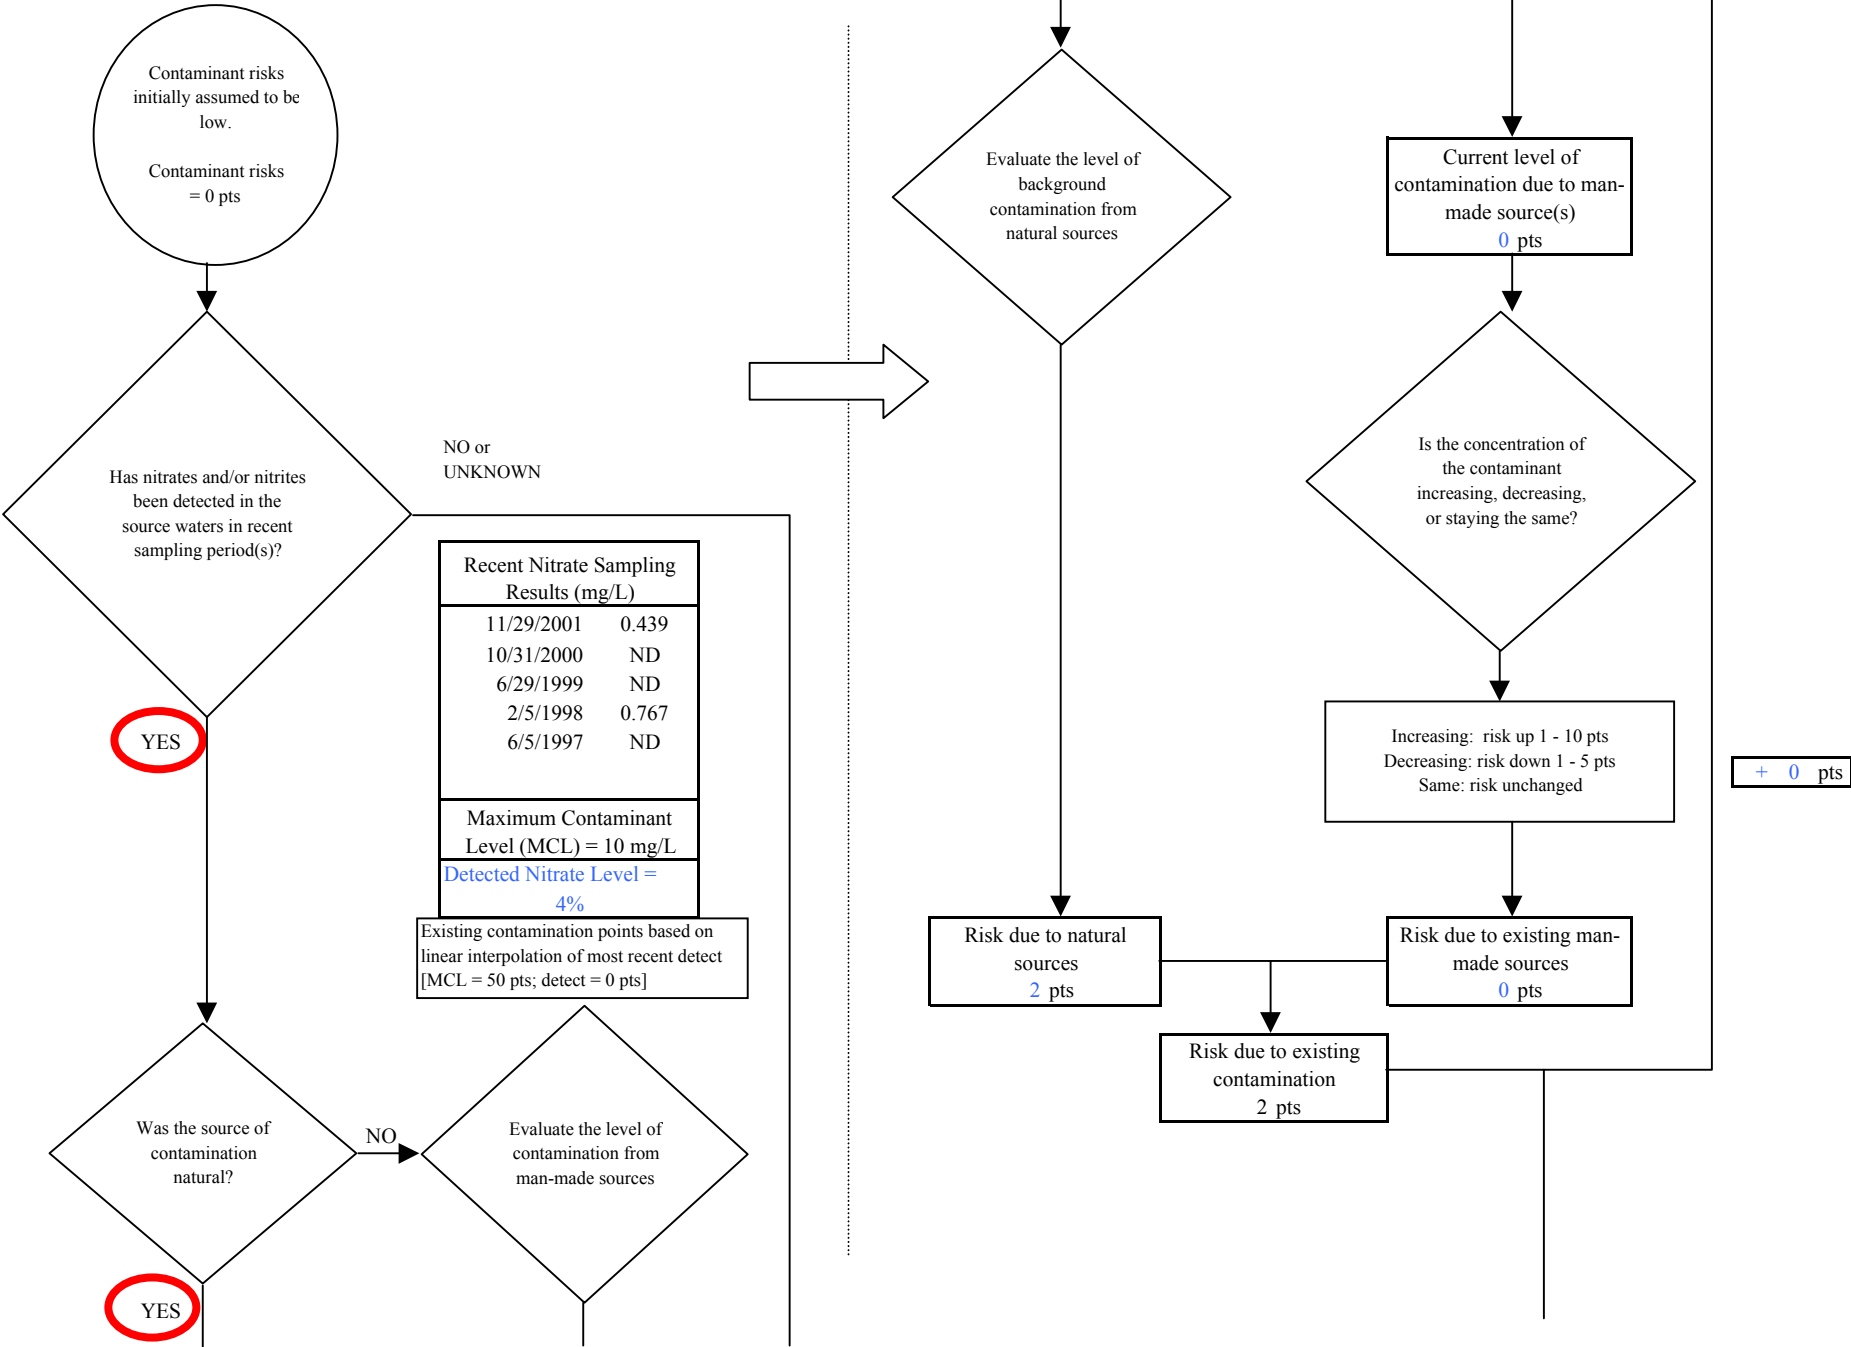 Contaminant risks
initially assumed to be
low.
Contaminant risks
= 0 pts
Has nitrates and/or nitrites
been detected in the
source waters in recent
sampling period(s)?
NO or
UNKNOWN
YES
Recent Nitrate Sampling
Results (mg/L)
11/29/2001 0.439
10/31/2000 ND
6/29/1999 ND
2/5/1998 0.767
6/5/1997 ND
Maximum Contaminant
Level (MCL) = 10 mg/L
Detected Nitrate Level =
4%
Existing contamination points based on
linear interpolation of most recent detect
[MCL = 50 pts; detect = 0 pts]
Was the source of
contamination
natural?
NO
Evaluate the level of
contamination from
man-made sources
YES
Evaluate the level of
background
contamination from
natural sources
Current level of
contamination due to man-
made source(s)
0 pts
Is the concentration of
the contaminant
increasing, decreasing,
or staying the same?
Increasing: risk up 1 - 10 pts
Decreasing: risk down 1 - 5 pts
Same: risk unchanged
+ 0 pts
Risk due to natural
sources
2 pts
Risk due to existing man-
made sources
0 pts
Risk due to existing
contamination
2 pts